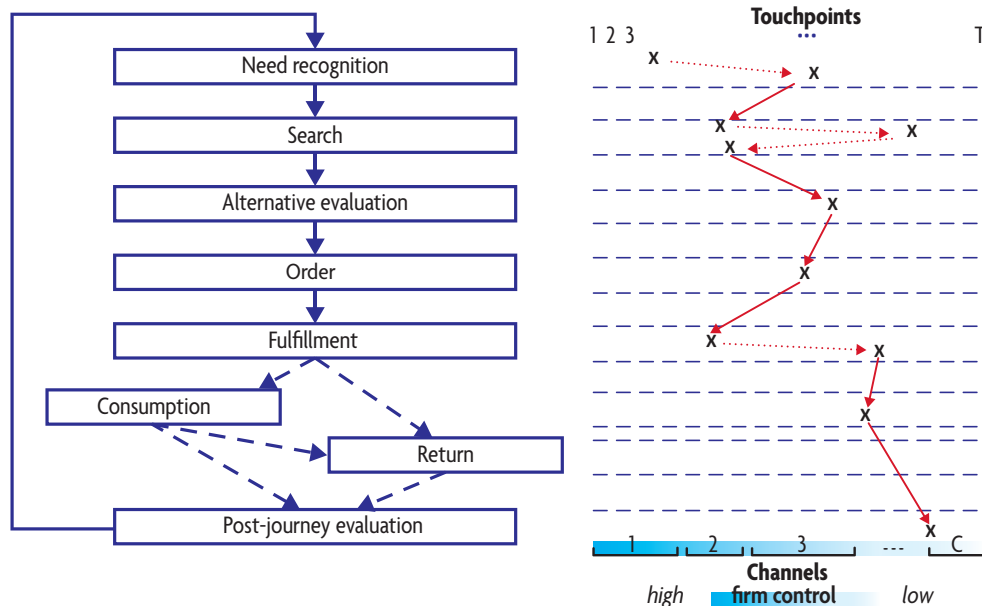 Need recognition
Search
Alternative evaluation
Order
Fulfillment
Consumption
Return
Post-journey evaluation
Touchpoints
1 2 3 ... T
X
X
X
X
X
X
X
X
X
X
X
1 2 3 --- C
Channels
high firm control low